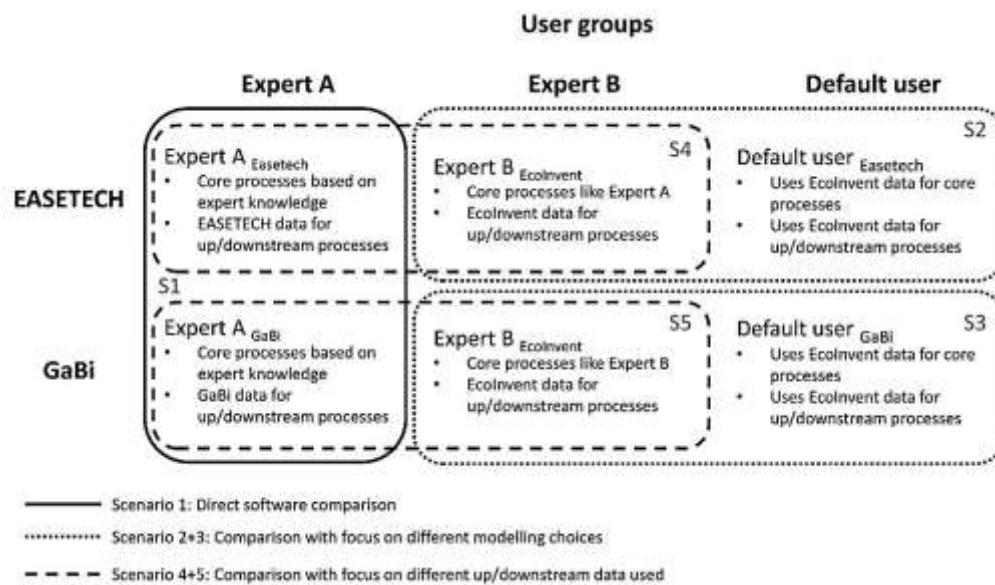 User groups
Expert A
Expert B
Default user
EASETECH
Expert A Easetech
• Core processes based on
expert knowledge
• EASETECH data for
up/downstream processes
S4
Expert B EcoInvent
• Core processes like Expert A
• EcoInvent data for
up/downstream processes
S2
Default user Easetech
• Uses EcoInvent data for core
processes
• Uses EcoInvent data for
up/downstream processes
S1
GaBi
Expert A GaBi
• Core processes based on
expert knowledge
• GaBi data for
up/downstream processes
S5
Expert B EcoInvent
• Core processes like Expert B
• EcoInvent data for
up/downstream processes
S3
Default user GaBi
• Uses EcoInvent data for core
processes
• Uses EcoInvent data for
up/downstream processes
Scenario 1: Direct software comparison
Scenario 2+3: Comparison with focus on different modelling choices
Scenario 4+5: Comparison with focus on different up/downstream data used